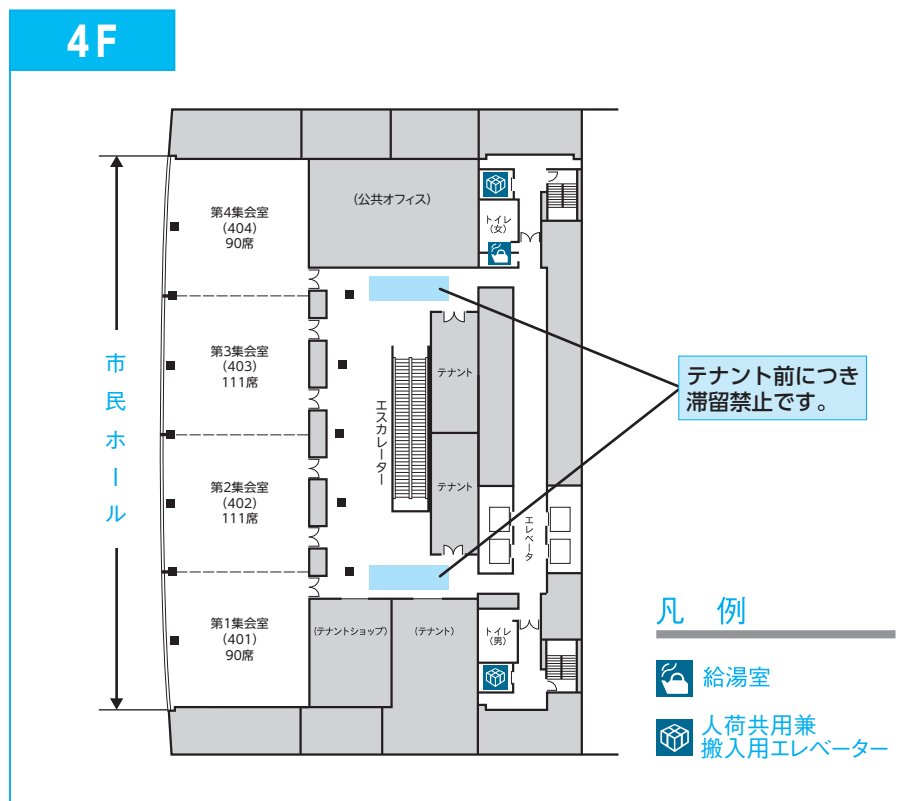 4F
市民ホール
第4集会室
(404)
90席
第3集会室
(403)
111席
第2集会室
(402)
111席
第1集会室
(401)
90席
(公共オフィス)
トイレ
(女)
テナント
エスカレーター
テナント
エレベータ
(テナントショップ)
(テナント)
トイレ
(男)
テナント前につき
滞留禁止です。
凡例
給湯室
人荷共用兼
搬入用エレベーター